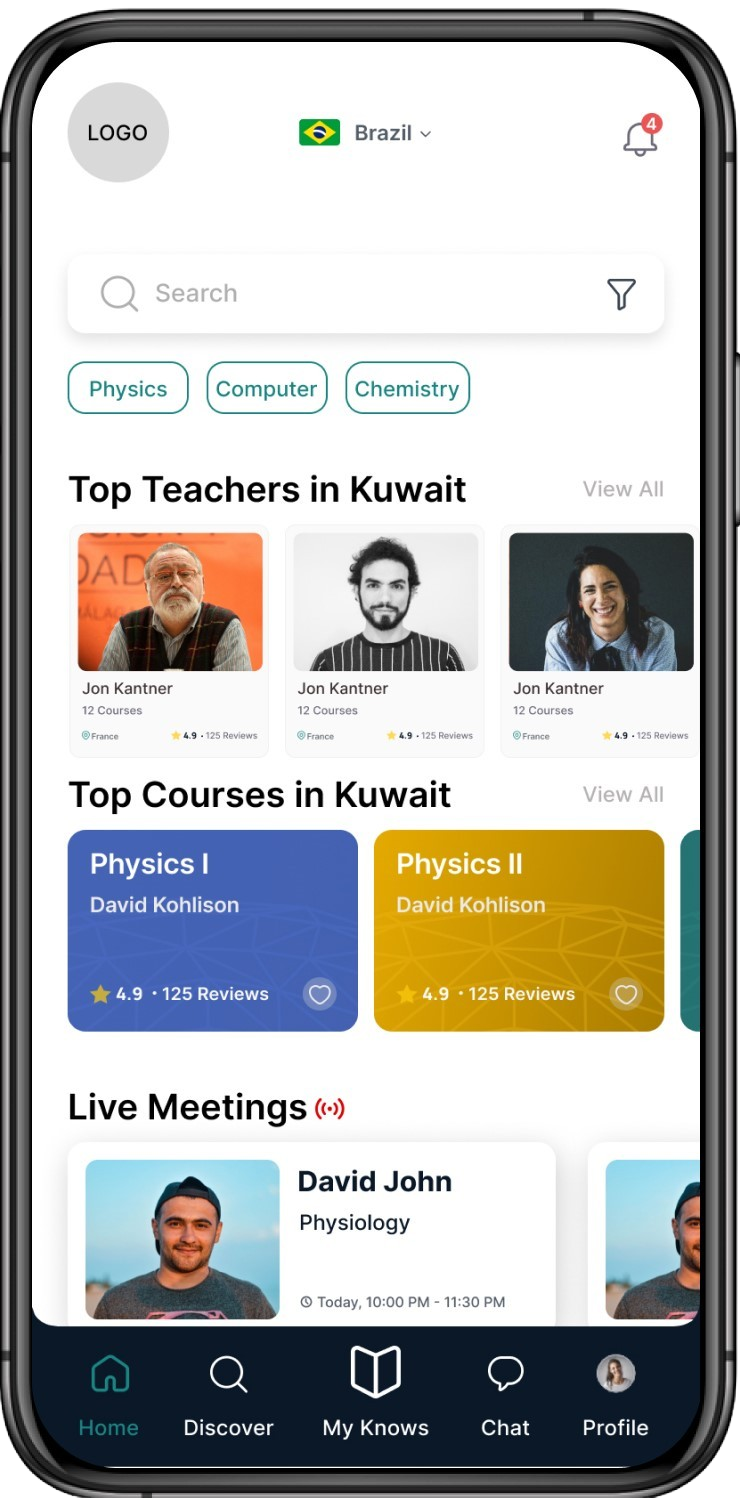 LOGO
Brazil
4
Search
Physics
Computer
Chemistry
Top Teachers in Kuwait
View All
DAD
Jon Kantner
12 Courses
France
4.9 • 125 Reviews
Jon Kantner
12 Courses
France
4.9 • 125 Reviews
Jon Kantner
12 Courses
France
4.9 • 125 Reviews
Top Courses in Kuwait
View All
Physics I
David Kohlison
4.9 • 125 Reviews
Physics II
David Kohlison
4.9 • 125 Reviews
Live Meetings
David John
Physiology
Today, 10:00 PM - 11:30 PM
Home
Discover
My Knows
Chat
Profile